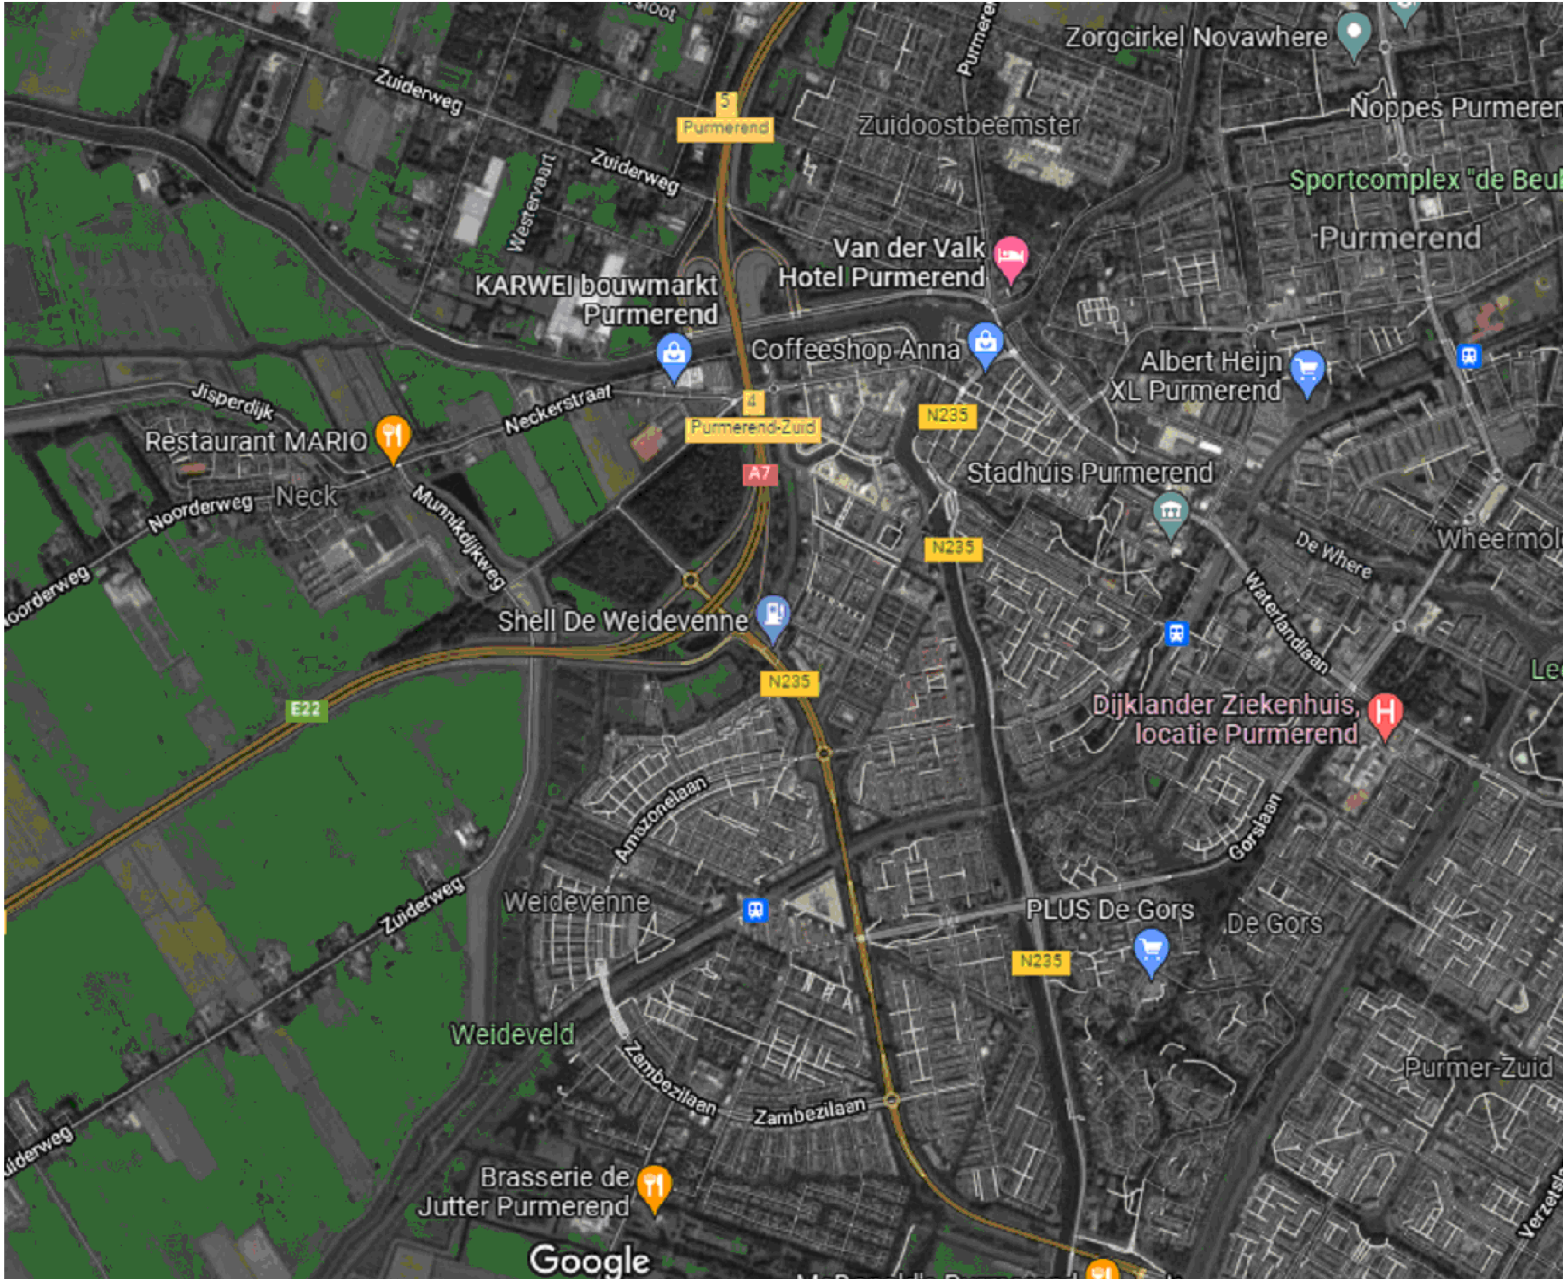 Zuiderweg
Zorgcirkel Novawhere
5
Purmerend
Zuidoostbeemster
Noppes
Zuiderweg
Westervaart
Sportcomplex "de
Purmerend
Van der Valk
Hotel Purmerend
KARWEI bouwmarkt
Purmerend
Coffeeshop Anna
Albert Heijn
XL Purmerend
Jisperdijk
Neckerstraat
4
Purmerend-Zuid
N235
Restaurant MARIO
A7
Stadhuis Purmerend
Neck
Noorderweg
Munnikdijkweg
N235
De Where
Noorderweg
Waterlandlaan
Shell De Weidevenne
N235
E22
Dijklander Ziekenhuis,
locatie Purmerend
Amazonelaan
Gorslaan
Zuiderweg
Weidevenne
PLUS De Gors
De Gors
N235
Weideveld
Zambezilaan
Purmer-Zuid
Zambezilaan
Brasserie de
Jutter Purmerend
Google